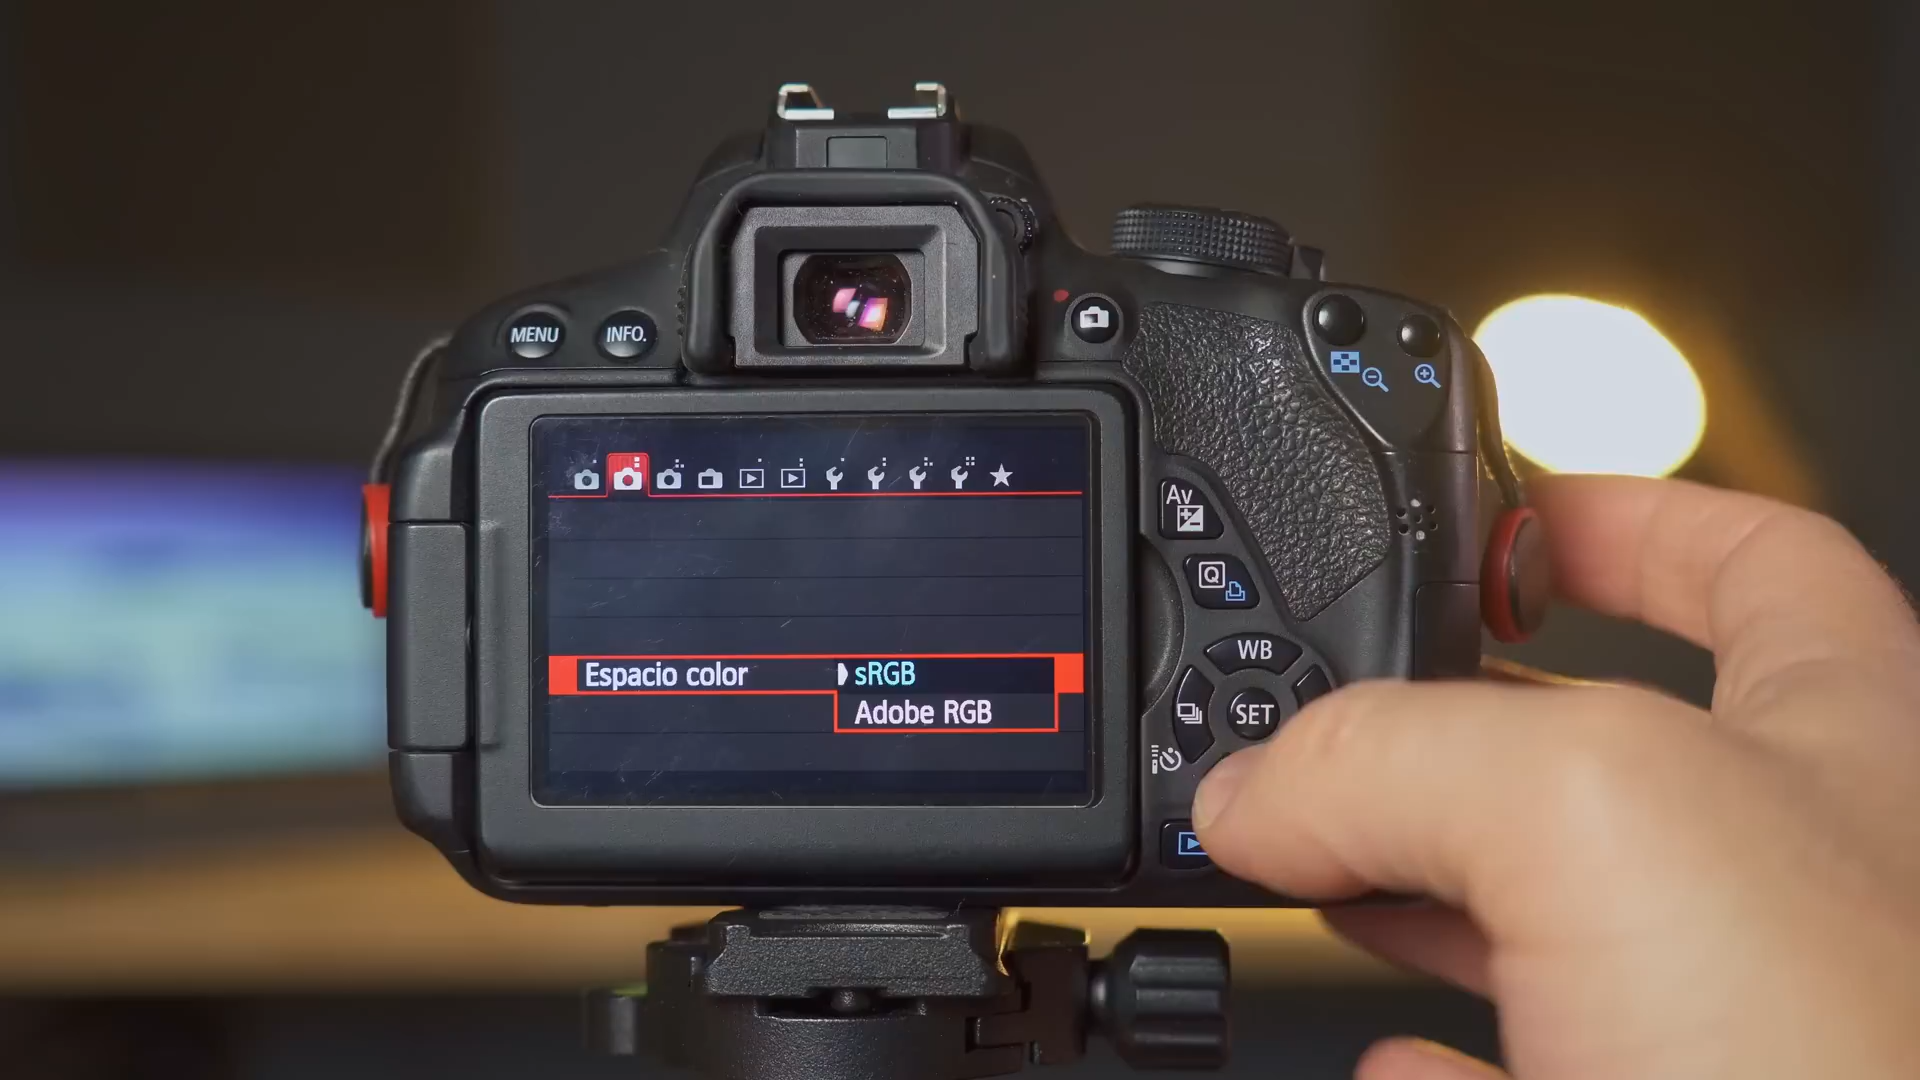 MENU
INFO.
Av
Q
Espacio color
sRGB
Adobe RGB
WB
SET